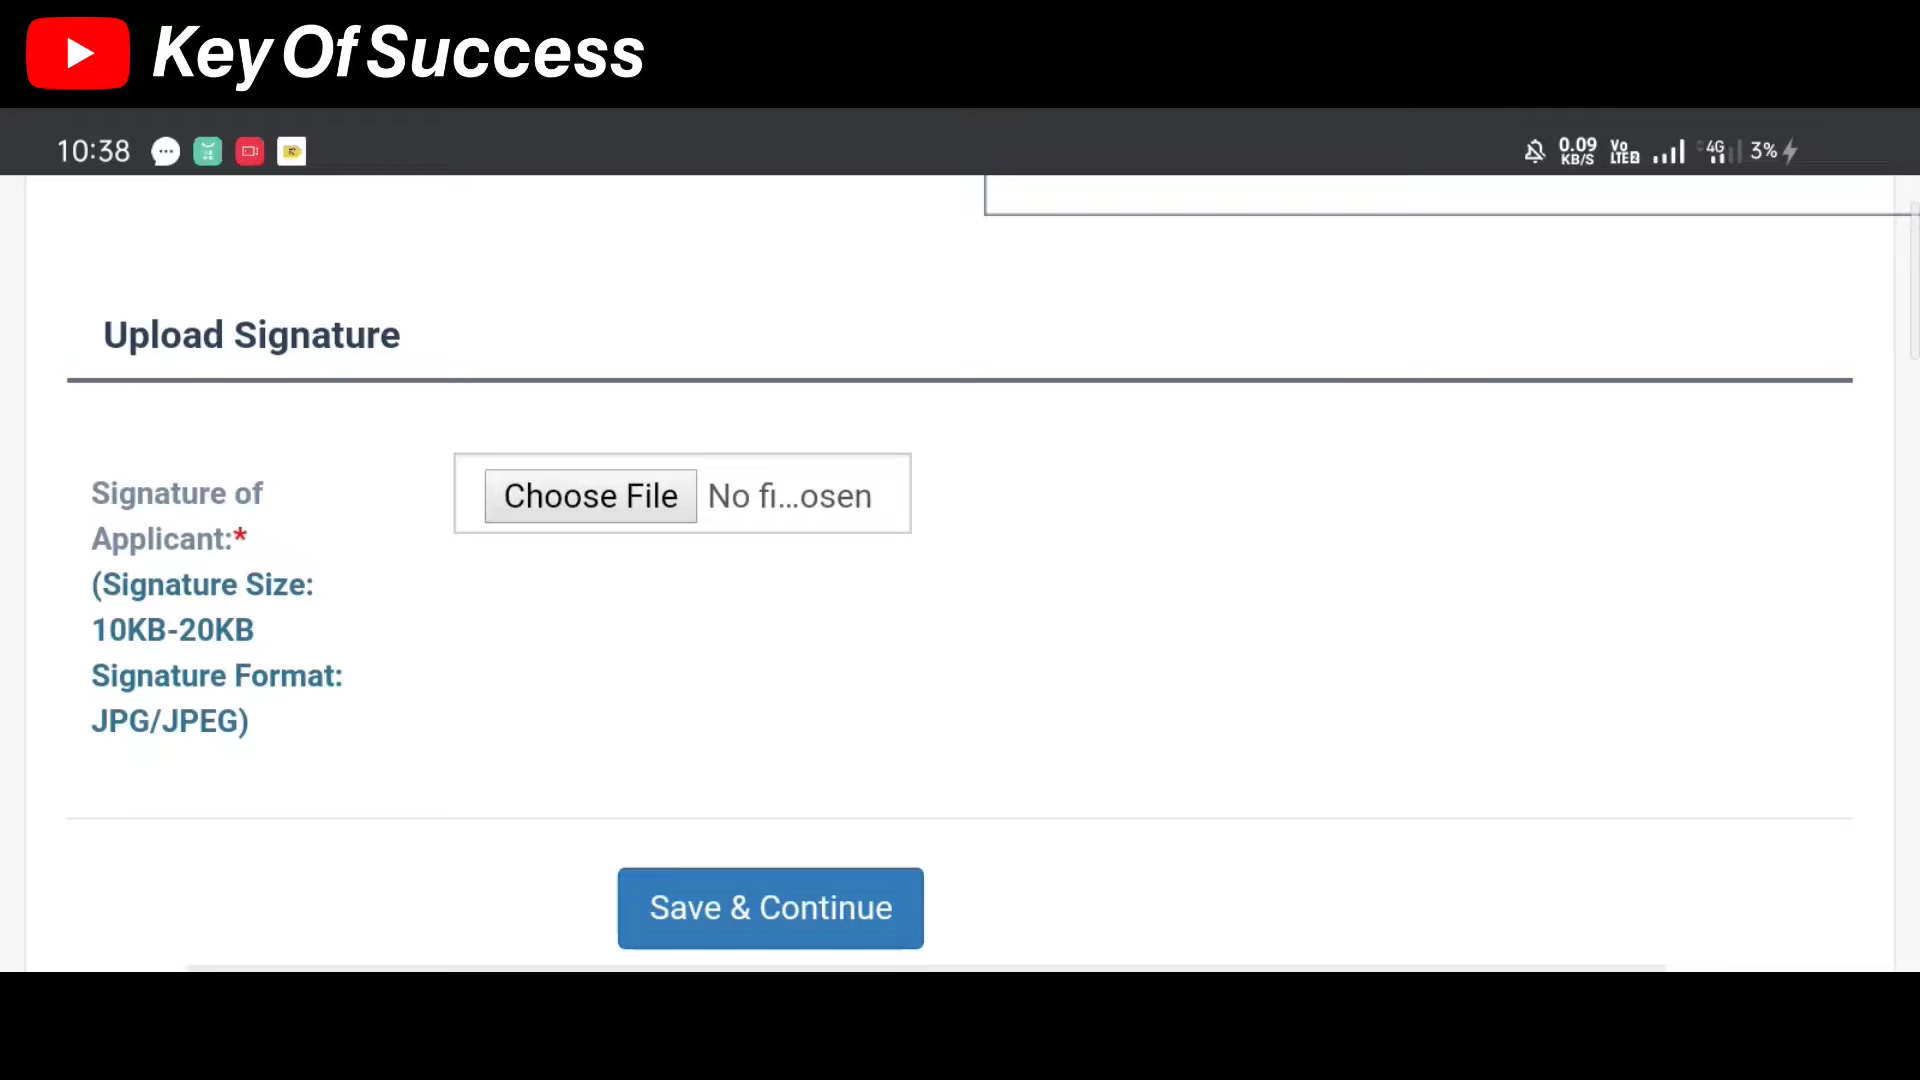 Key Of Success
10:38
0.09
KB/S
Vo
LTE 2
4G
3%
Upload Signature
Signature of
Applicant:*
Choose File No fi...osen
(Signature Size:
10KB-20KB
Signature Format:
JPG/JPEG)
Save & Continue